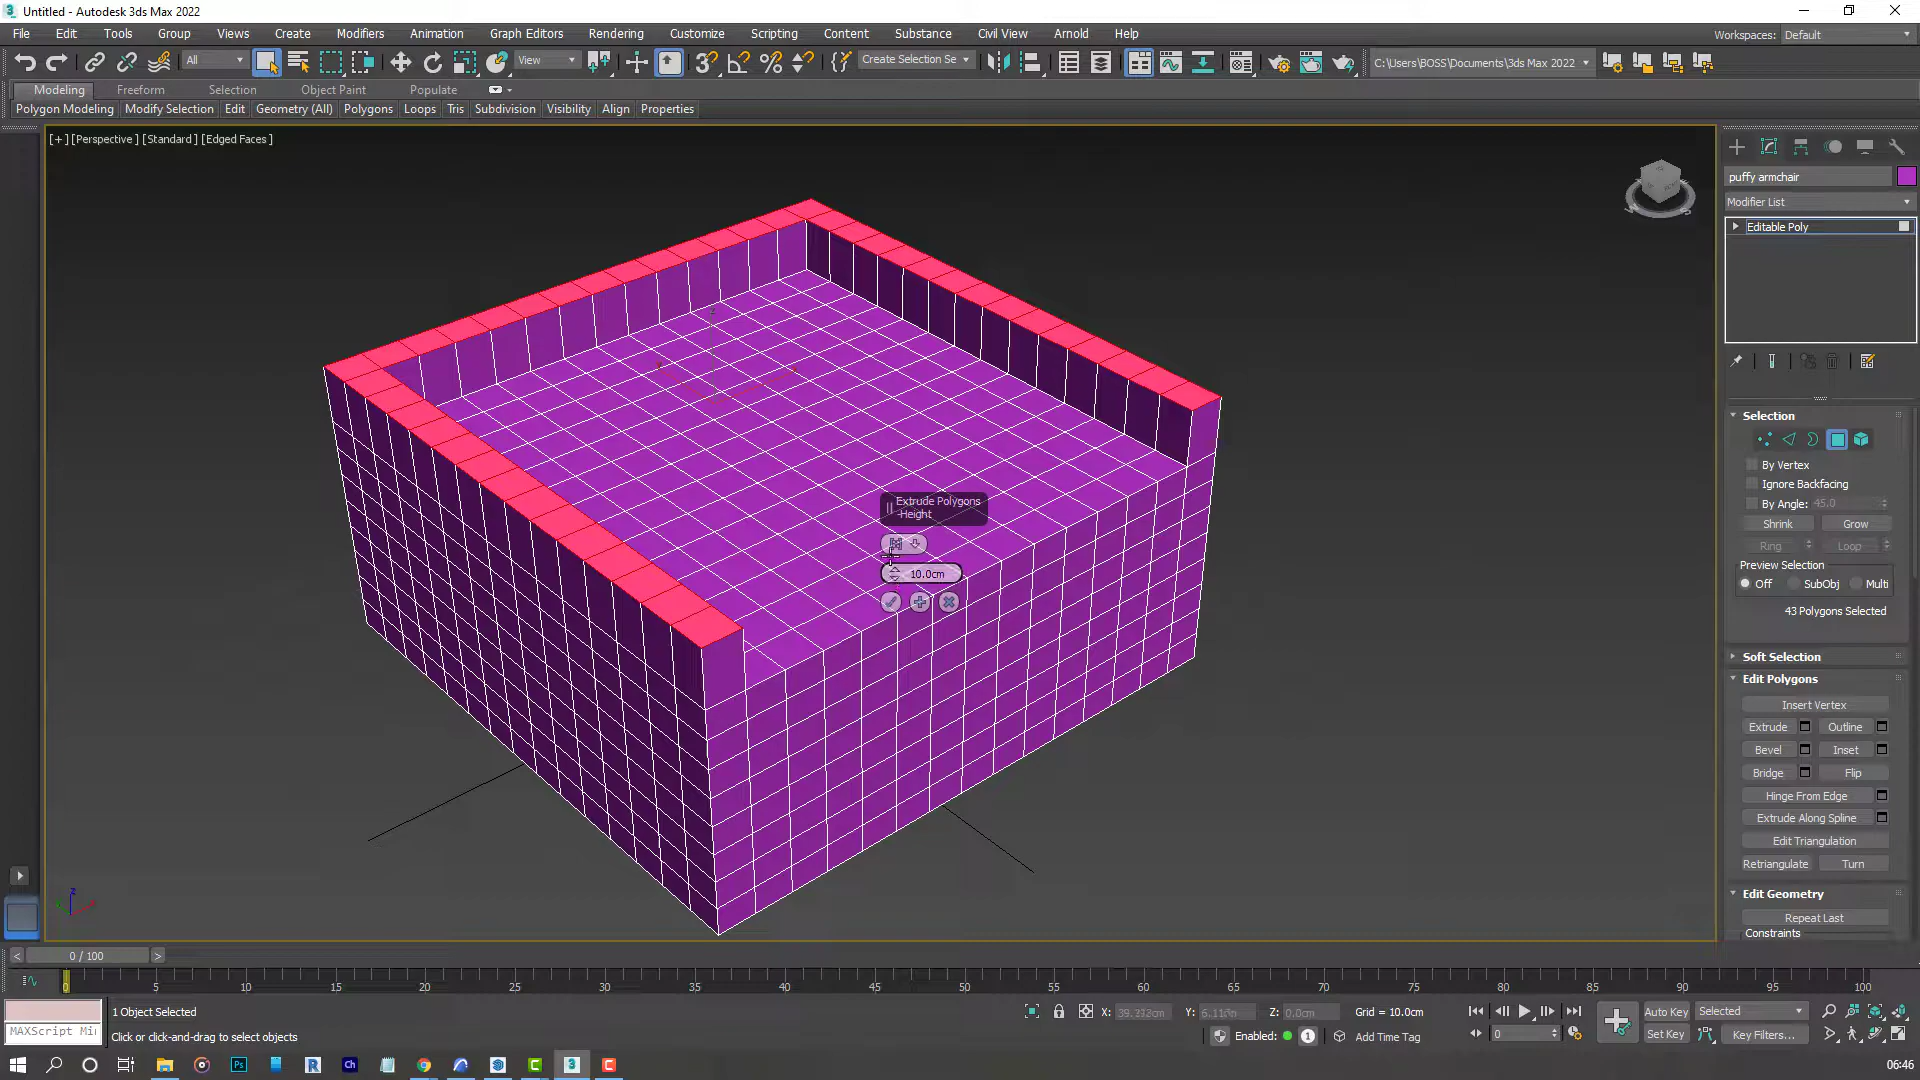 Untitled - Autodesk 3ds Max 2022
File Edit Tools Group Views Create Modifiers Animation Graph Editors Rendering Customize Scripting Content Substance Civil View Arnold Help
Workspaces: Default
All View Create Selection Se C:\Users\BOSS\Documents\3ds Max 2022
Modeling Freeform Selection Object Paint Populate
Polygon Modeling Modify Selection Edit Geometry (All) Polygons Loops Tris Subdivision Visibility Align Properties
[+] [Perspective ] [Standard ] [Edged Faces ]
puffy armchair
Modifier List
Editable Poly
Selection
By Vertex
Ignore Backfacing
By Angle: 45.0
Shrink Grow
Ring Loop
Preview Selection
Off SubObj Multi
43 Polygons Selected
Soft Selection
Edit Polygons
Insert Vertex
Extrude Outline
Bevel Inset
Bridge Flip
Hinge From Edge
Extrude Along Spline
Edit Triangulation
Retriangulate Turn
Edit Geometry
Repeat Last
Constraints
Extrude Polygons
-Height
10.0cm
z
< 0 / 100 >
0 5 10 15 20 25 30 35 40 45 50 55 60 65 70 75 80 85 90 95 100
1 Object Selected X: Y: Z: 0.0cm Grid = 10.0cm Auto Key Selected
MAXScript Mi Click or click-and-drag to select objects Enabled: 1 Add Time Tag 0 Set Key Key Filters...
Ps R Ch C 3 C 06:46